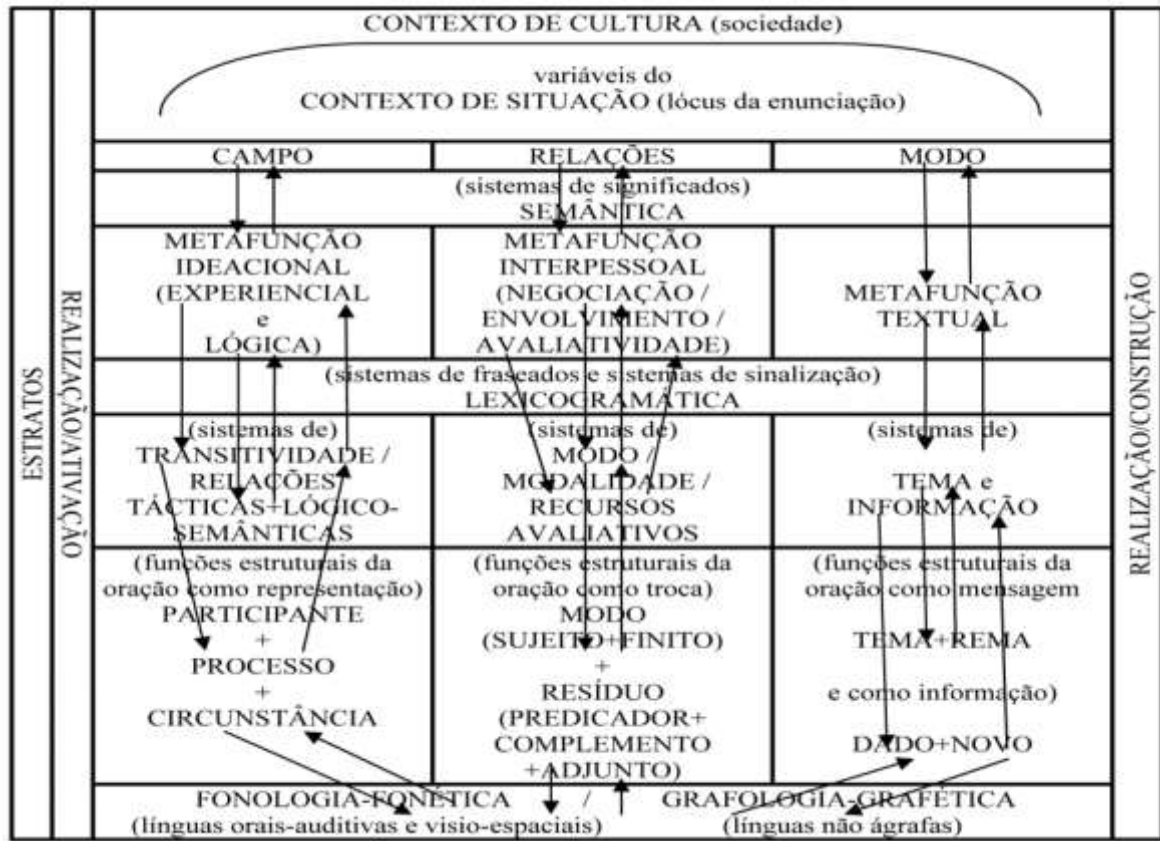 CONTEXTO DE CULTURA (sociedade)
variáveis do
CONTEXTO DE SITUAÇÃO (lócus da enunciação)
CAMPO
RELAÇÕES
MODO
(sistemas de significados)
SEMÂNTICA
METAFUNÇÃO
IDEACIONAL
(EXPERIENCIAL
e
LÓGICA)
METAFUNÇÃO
INTERPESSOAL
(NEGOCIAÇÃO /
ENVOLVIMENTO /
AVALIATIVIDADE)
METAFUNÇÃO
TEXTUAL
(sistemas de fraseados e sistemas de sinalização)
LEXICOGRAMÁTICA
(sistemas de)
TRANSITIVIDADE /
RELAÇÕES
TÁCTICAS+LÓGICO-
SEMÂNTICAS
(sistemas de)
MODO /
MODALIDADE /
RECURSOS
AVALIATIVOS
(sistemas de)
TEMA e
INFORMAÇÃO
(funções estruturais da
oração como representação)
PARTICIPANTE
+
PROCESSO
+
CIRCUNSTÂNCIA
(funções estruturais da
oração como troca)
MODO
(SUJEITO+FINITO)
+
RESÍDUO
(PREDICADOR+
COMPLEMENTO
+ADJUNTO)
(funções estruturais da
oração como mensagem
TEMA+REMA
e como informação)
DADO+NOVO
FONOLOGIA-FONÉTICA / GRAFOLOGIA-GRAFÉTICA
(línguas orais-auditivas e visio-espaciais) (línguas não ágrafas)
ESTRATOS
REALIZAÇÃO/ATIVAÇÃO
REALIZAÇÃO/CONSTRUÇÃO